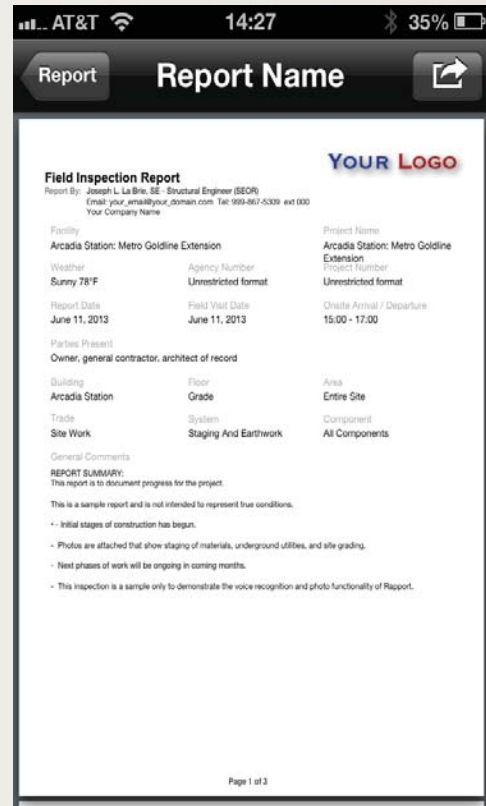 AT&T 14:27 35%
Report Report Name
YOUR LOGO
Field Inspection Report
Report By: Joseph L. La Brie, SE - Structural Engineer (SEOR)
Email: your_email@your_domain.com Tel: 999-867-5309 ext 000
Your Company Name
Facility Project Name
Arcadia Station: Metro Goldline Extension Arcadia Station: Metro Goldline
Extension
Weather Agency Number Project Number
Sunny 78°F Unrestricted format Unrestricted format
Report Date Field Visit Date Onsite Arrival / Departure
June 11, 2013 June 11, 2013 15:00 - 17:00
Parties Present
Owner, general contractor, architect of record
Building Floor Area
Arcadia Station Grade Entire Site
Trade System Component
Site Work Staging And Earthwork All Components
General Comments
REPORT SUMMARY:
This report is to document progress for the project.
This is a sample report and is not intended to represent true conditions.
• - Initial stages of construction has begun.
- Photos are attached that show staging of materials, underground utilities, and site grading.
- Next phases of work will be ongoing in coming months.
- This inspection is a sample only to demonstrate the voice recognition and photo functionality of Rapport.
Page 1 of 3